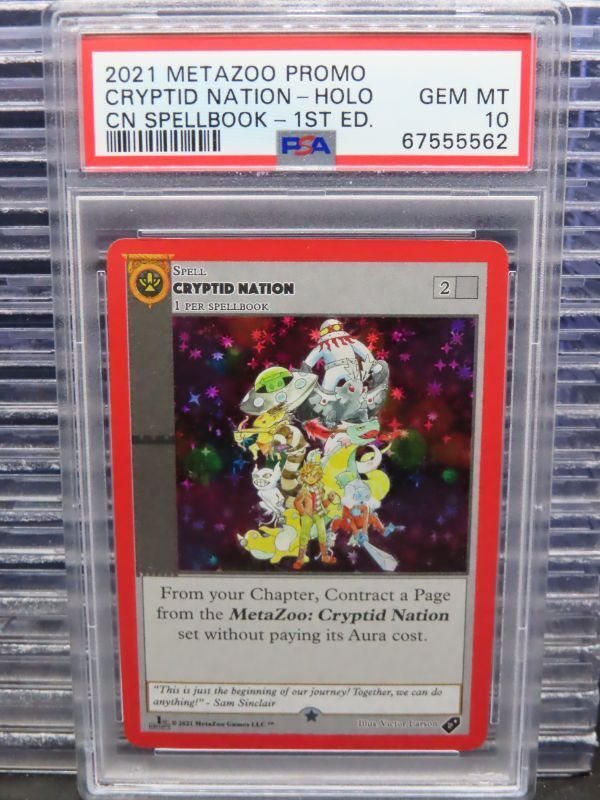 2021 METAZOO PROMO
CRYPTID NATION - HOLO GEM MT
CN SPELLBOOK - 1ST ED. 10
PSA 67555562
SPELL
CRYPTID NATION 2
1 PER SPELLBOOK
From your Chapter, Contract a Page
from the MetaZoo: Cryptid Nation
set without paying its Aura cost.
"This is just the beginning of our journey! Together, we can do
anything!" - Sam Sinclair
© 2021 MetaZoo Games LLC ™ Illus. Victor Larson